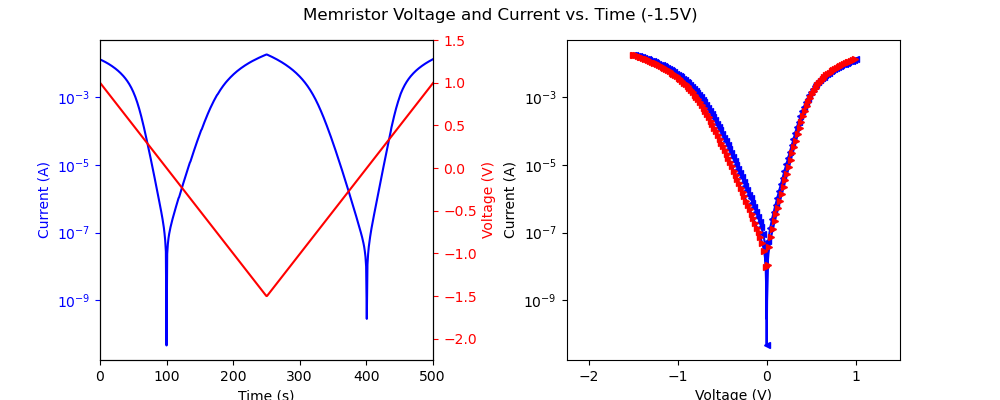 Memristor Voltage and Current vs. Time (-1.5V)
10⁻³
10⁻⁵
10⁻⁷
10⁻⁹
Current (A)
0 100 200 300 400 500
Time (s)
1.5
1.0
0.5
0.0
−0.5
−1.0
−1.5
−2.0
Voltage (V)
10⁻³
10⁻⁵
10⁻⁷
10⁻⁹
Current (A)
−2 −1 0 1
Voltage (V)